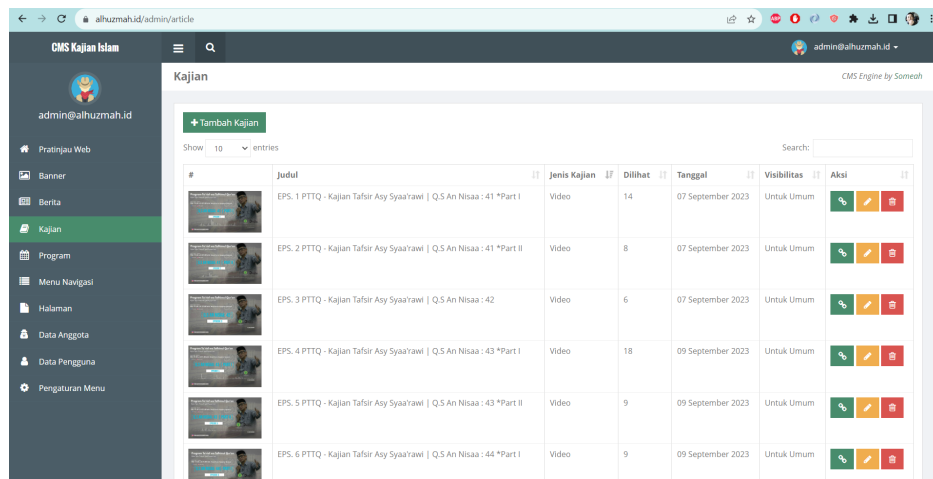 alhuzmah.id/admin/article
ABP
CMS Kajian Islam
admin@alhuzmah.id
admin@alhuzmah.id
Pratinjau Web
Banner
Berita
Kajian
Program
Menu Navigasi
Halaman
Data Anggota
Data Pengguna
Pengaturan Menu
Kajian
CMS Engine by Someah
+ Tambah Kajian
Show 10 entries
Search:
# Judul Jenis Kajian Dilihat Tanggal Visibilitas Aksi
EPS. 1 PTTQ - Kajian Tafsir Asy Syaa'rawi | Q.S An Nisaa : 41 *Part I Video 14 07 September 2023 Untuk Umum
EPS. 2 PTTQ - Kajian Tafsir Asy Syaa'rawi | Q.S An Nisaa : 41 *Part II Video 8 07 September 2023 Untuk Umum
EPS. 3 PTTQ - Kajian Tafsir Asy Syaa'rawi | Q.S An Nisaa : 42 Video 6 07 September 2023 Untuk Umum
EPS. 4 PTTQ - Kajian Tafsir Asy Syaa'rawi | Q.S An Nisaa : 43 *Part I Video 18 09 September 2023 Untuk Umum
EPS. 5 PTTQ - Kajian Tafsir Asy Syaa'rawi | Q.S An Nisaa : 43 *Part II Video 9 09 September 2023 Untuk Umum
EPS. 6 PTTQ - Kajian Tafsir Asy Syaa'rawi | Q.S An Nisaa : 44 *Part I Video 9 09 September 2023 Untuk Umum